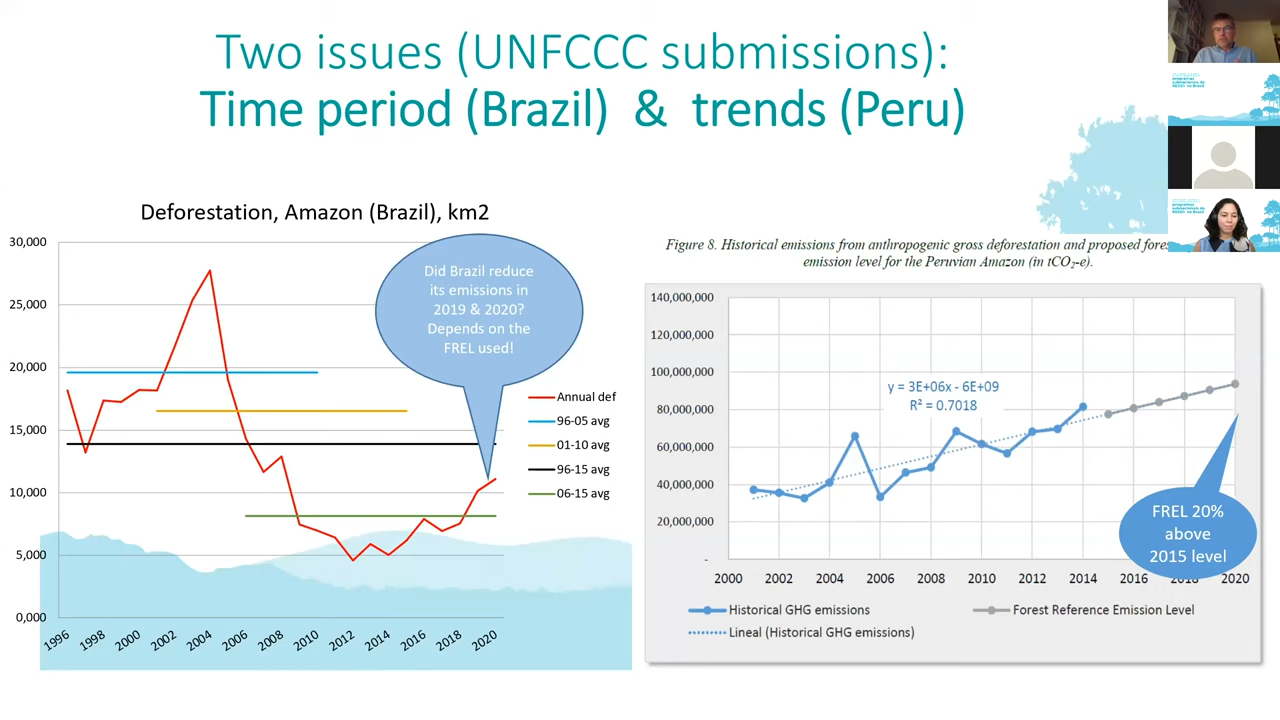 Two issues (UNFCCC submissions):
Time period (Brazil) & trends (Peru)
Deforestation, Amazon (Brazil), km2
30,000
25,000
20,000
15,000
10,000
5,000
0,000
1996
1998
2000
2002
2004
2006
2008
2010
2012
2014
2016
2018
2020
Did Brazil reduce
its emissions in
2019 & 2020?
Depends on the
FREL used!
Annual def
96-05 avg
01-10 avg
96-15 avg
06-15 avg
Figure 8. Historical emissions from anthropogenic gross deforestation and proposed fore
emission level for the Peruvian Amazon (in tCO2-e).
140,000,000
120,000,000
100,000,000
80,000,000
60,000,000
40,000,000
20,000,000
-
y = 3E+06x - 6E+09
R² = 0.7018
2000
2002
2004
2006
2008
2010
2012
2014
2016
2018
2020
FREL 20%
above
2015 level
Historical GHG emissions
Forest Reference Emission Level
Lineal (Historical GHG emissions)